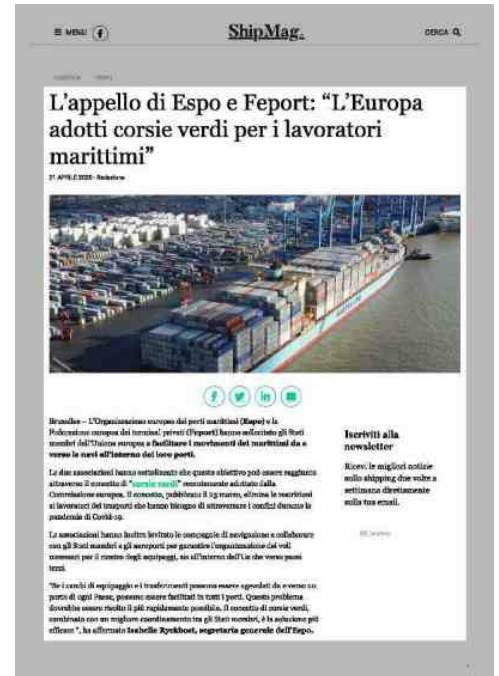 MENU
ShipMag.
CERCA
L'appello di Espo e Feport: “L'Europa
adotti corsie verdi per i lavoratori
marittimi”
21 APRILE 2020 - Redazione
Bruxelles – L'Organizzazione europea dei porti marittimi (Espo) e la
Federazione europea dei terminal privati (Feport) hanno sollecitato gli Stati
membri dell'Unione europea a facilitare i movimenti dei marittimi da e
verso le navi all'interno dei loro porti.
Le due associazioni hanno sottolineato che questo obiettivo può essere raggiunto
attraverso il concetto di “corsie verdi” recentemente adottato dalla
Commissione europea. Il concetto, pubblicato il 23 marzo, elimina le restrizioni
ai lavoratori dei trasporti che hanno bisogno di attraversare i confini durante la
pandemia di Covid-19.
Le associazioni hanno inoltre invitato le compagnie di navigazione a collaborare
con gli Stati membri e gli aeroporti per garantire l'organizzazione dei voli
necessari per il rientro degli equipaggi, sia all'interno dell'Ue che verso paesi
terzi.
“Se i cambi di equipaggio e i trasferimenti possono essere agevolati da e verso un
porto di ogni Paese, possono essere facilitati in tutti i porti. Questo problema
dovrebbe essere risolto il più rapidamente possibile. Il concetto di corsie verdi,
combinato con un migliore coordinamento tra gli Stati membri, è la soluzione più
efficace ”, ha affermato Isabelle Ryckbost, segretaria generale dell'Espo.
Iscriviti alla
newsletter
Ricevi le migliori notizie
sullo shipping due volte a
settimana direttamente
sulla tua email.